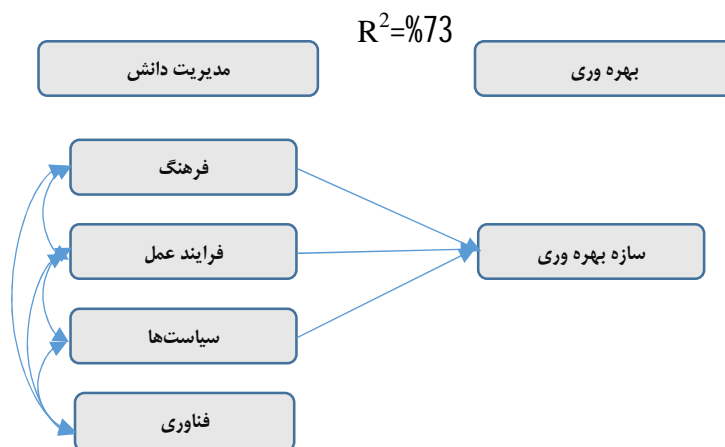 R²=%73
مدیریت دانش
بهره وری
فرهنگ
فرایند عمل
سازه بهره وری
سیاست‌ها
فناوری